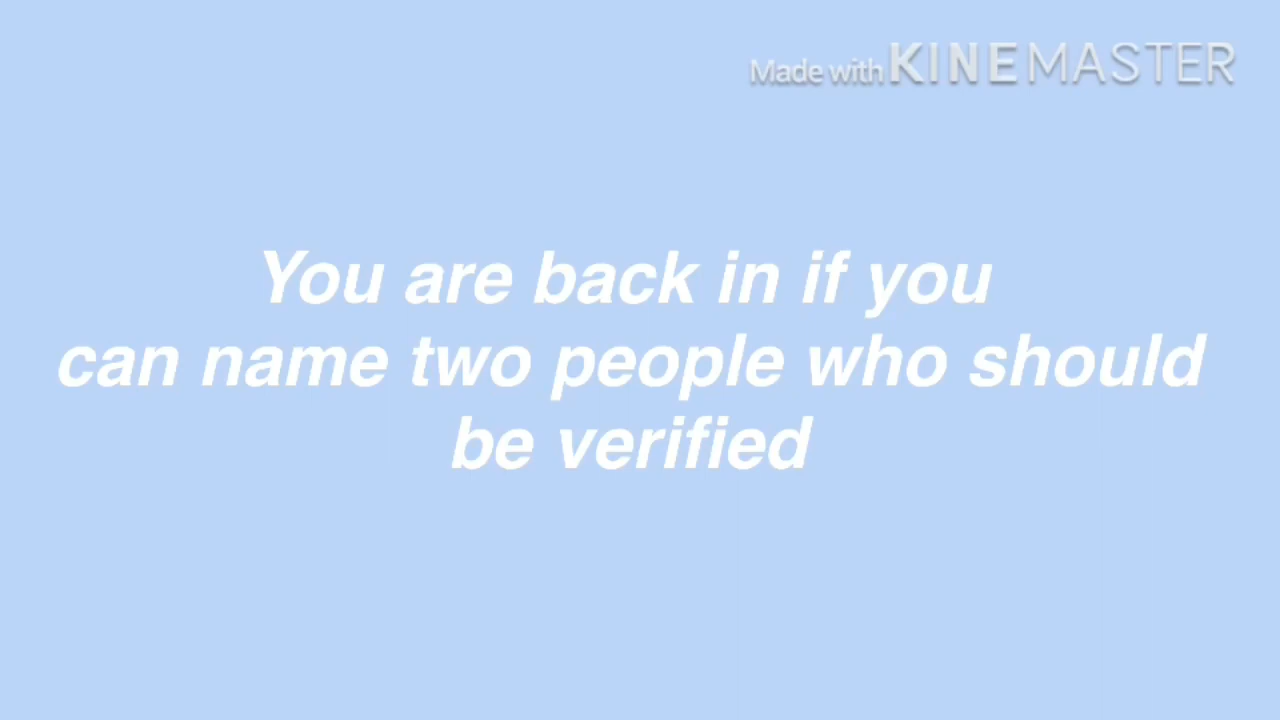 Made with KINEMASTER
You are back in if you
can name two people who should
be verified